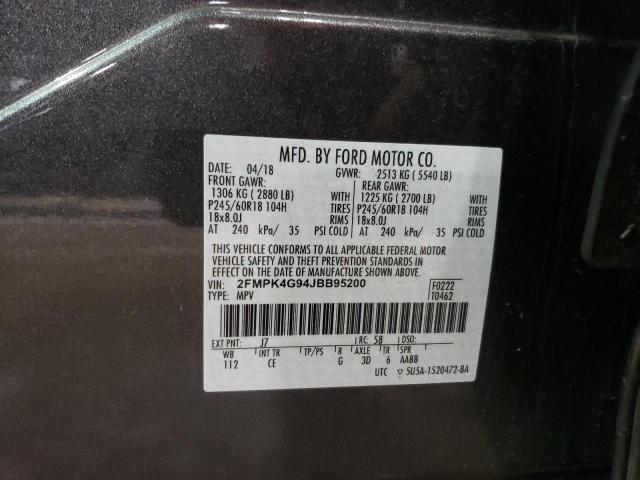 MFD. BY FORD MOTOR CO.
DATE: 04/18 GVWR: 2513 KG ( 5540 LB)
FRONT GAWR: REAR GAWR:
1306 KG ( 2880 LB) WITH 1225 KG ( 2700 LB) WITH
P245/60R18 104H TIRES P245/60R18 104H TIRES
18x8.0J RIMS 18x8.0J RIMS
AT 240 kPa/ 35 PSI COLD AT 240 kPa/ 35 PSI COLD
THIS VEHICLE CONFORMS TO ALL APPLICABLE FEDERAL MOTOR
VEHICLE SAFETY AND THEFT PREVENTION STANDARDS IN
EFFECT ON THE DATE OF MANUFACTURE SHOWN ABOVE.
VIN: 2FMPK4G94JBB95200 F0222
TYPE: MPV T0462
EXT PNT: J7 RC: 58 DSO:
WB INT TR TP/PS R AXLE TR SPR
112 CE G 3D 6 AABB
UTC ▽ 5U5A-1520472-BA